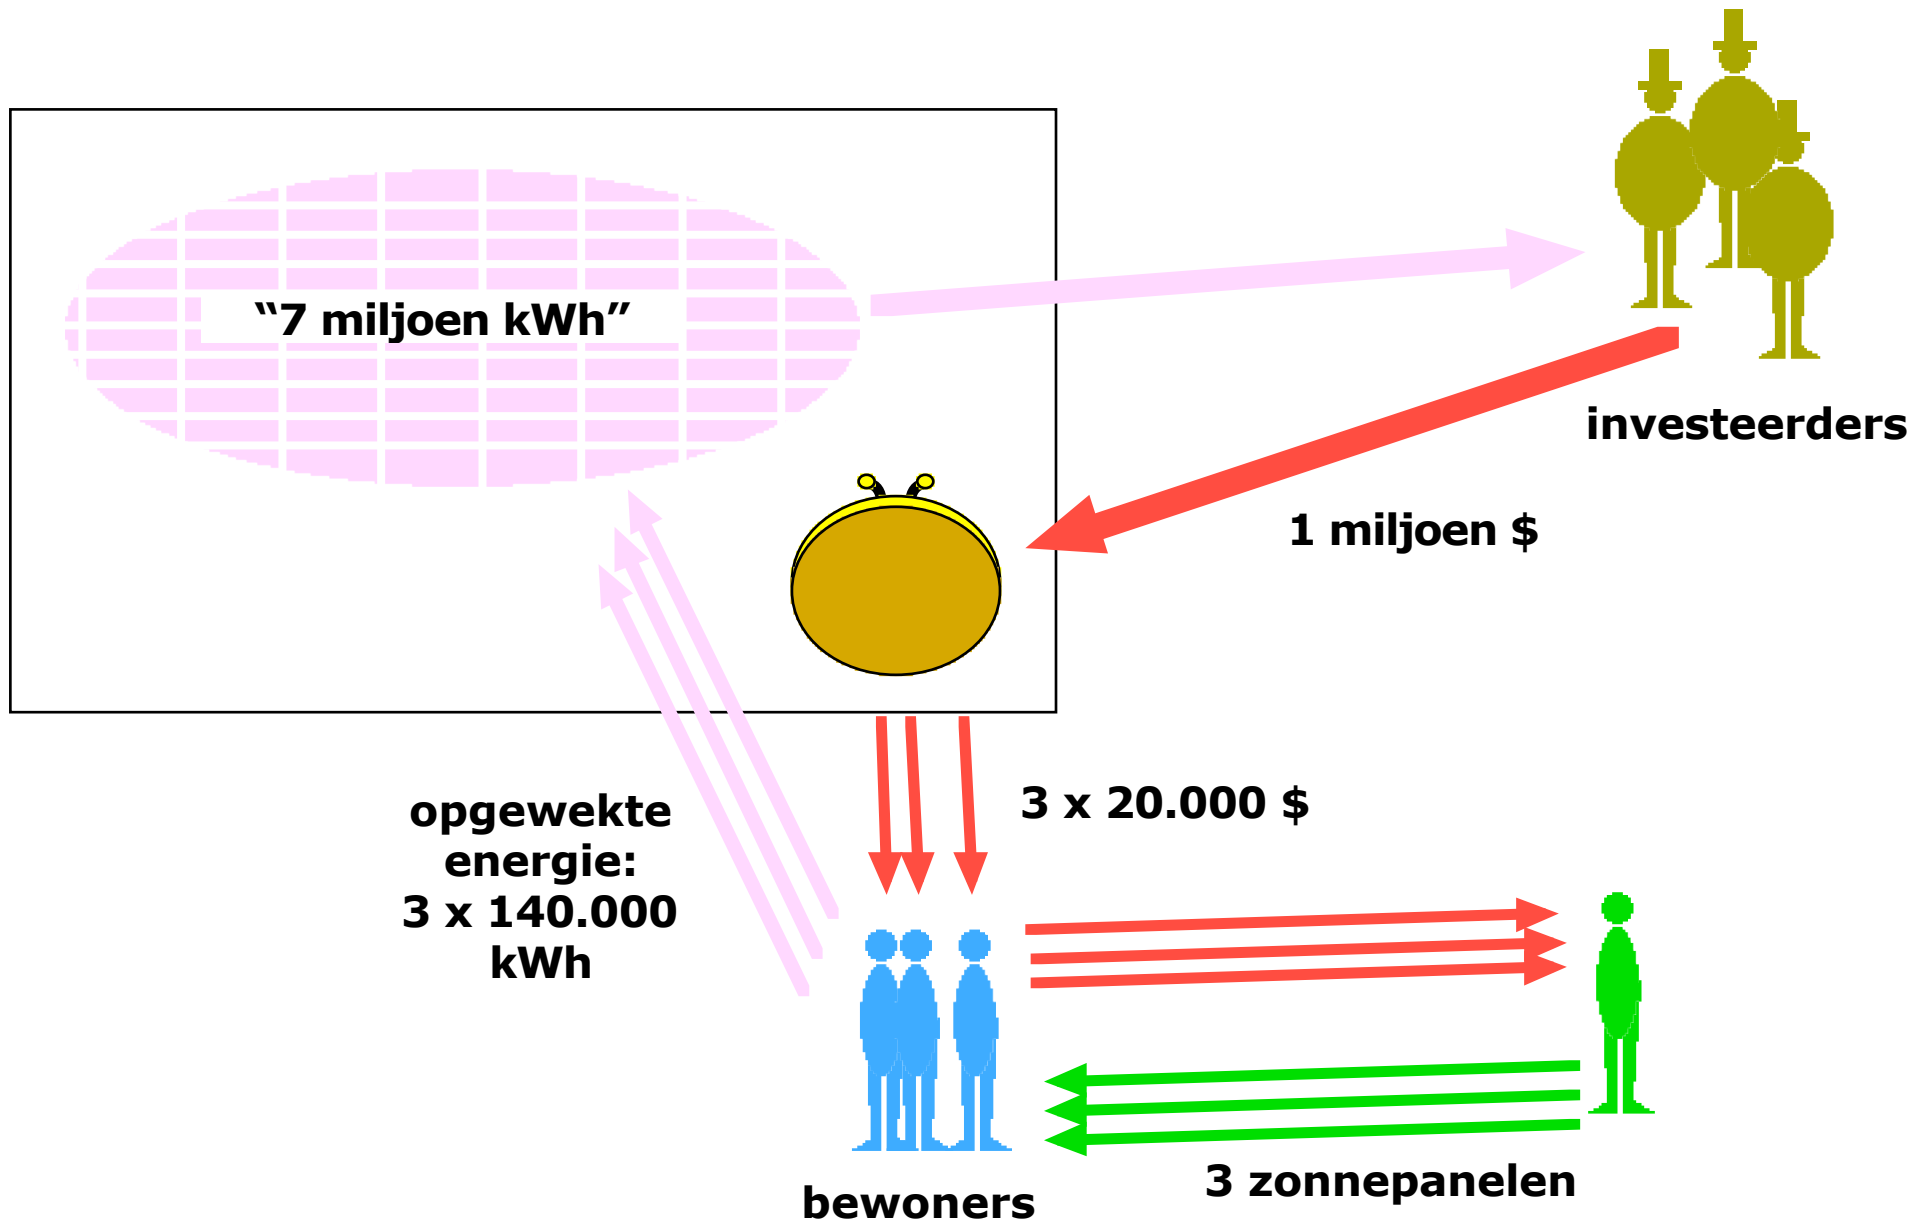 “7 miljoen kWh”
investeerders
1 miljoen $
3 x 20.000 $
opgewekte
energie:
3 x 140.000
kWh
3 zonnepanelen
bewoners